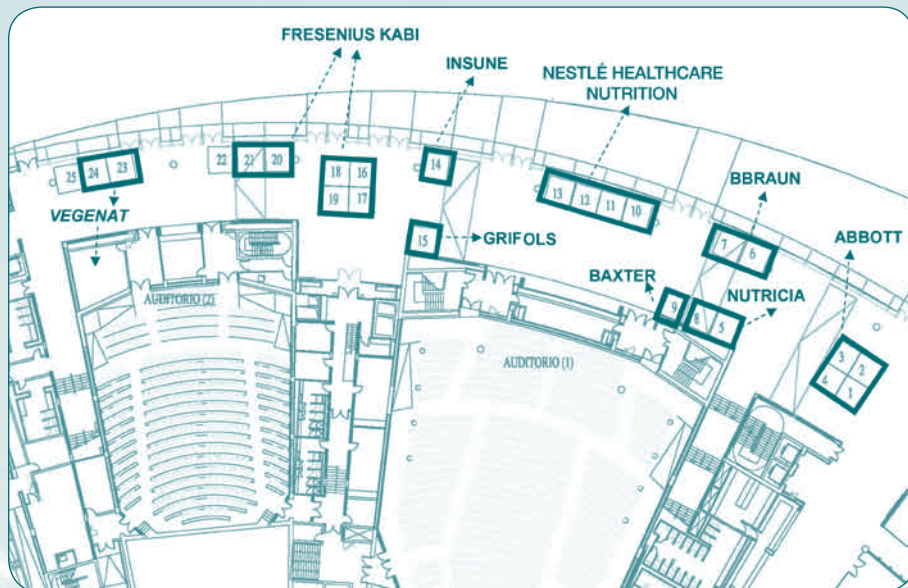 FRESENIUS KABI
INSUNE
NESTLÉ HEALTHCARE
NUTRITION
BBRAUN
ABBOTT
25 24 23
22 21 20
18 16
19 17
14
13 12 11 10
VEGENAT
15
GRIFOLS
7 6
BAXTER
NUTRICIA
9
8 5
AUDITORIO (2)
AUDITORIO (1)
3 2
4 3